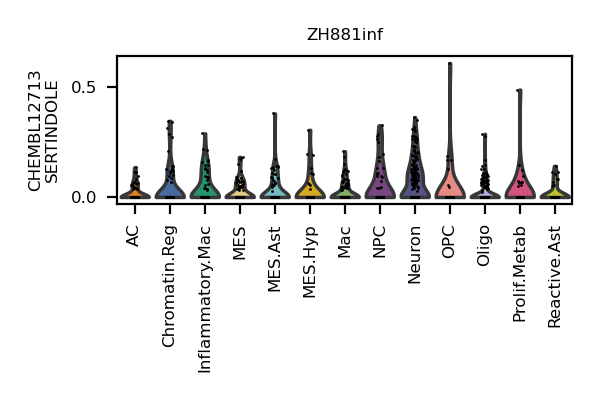 ZH881inf
CHEMBL12713
SERTINDOLE
0.5
0.0
AC
Chromatin.Reg
Inflammatory.Mac
MES
MES.Ast
MES.Hyp
Mac
NPC
Neuron
OPC
Oligo
Prolif.Metab
Reactive.Ast